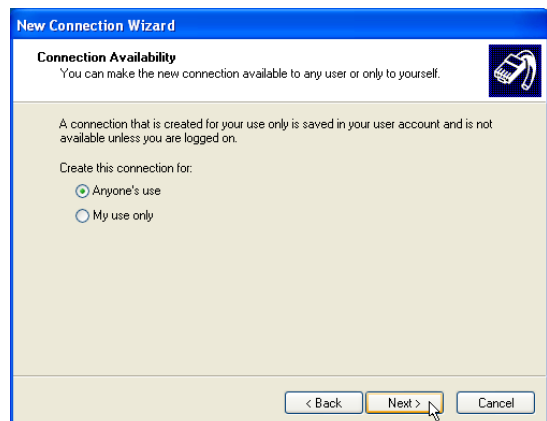 New Connection Wizard
Connection Availability
You can make the new connection available to any user or only to yourself.
A connection that is created for your use only is saved in your user account and is not
available unless you are logged on.
Create this connection for:
Anyone's use
My use only
< Back Next > Cancel